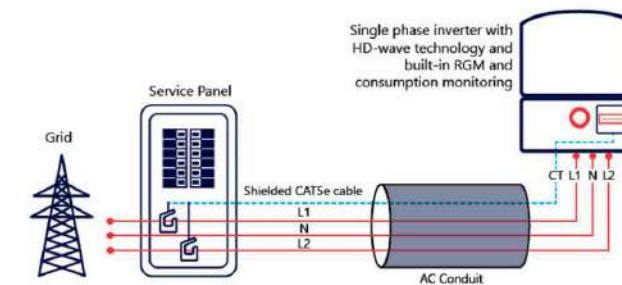 Single phase inverter with
HD-wave technology and
built-in RGM and
consumption monitoring
Service Panel
Grid
Shielded CAT5e cable
CT L1 N L2
L1
N
L2
AC Conduit